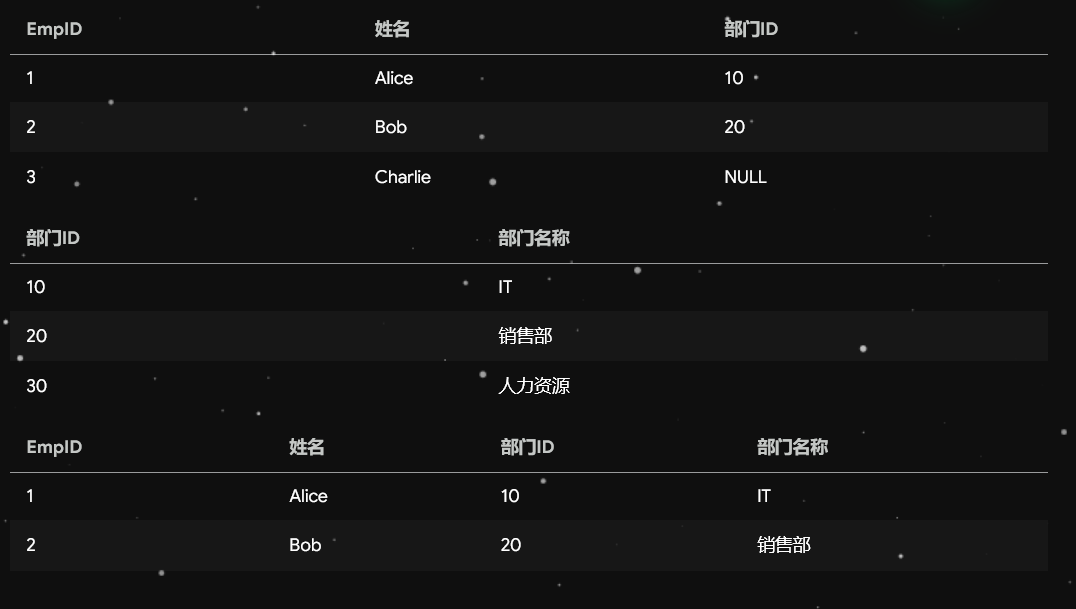 EmpID 姓名 部门ID
1 Alice 10
2 Bob 20
3 Charlie NULL
部门ID 部门名称
10 IT
20 销售部
30 人力资源
EmpID 姓名 部门ID 部门名称
1 Alice 10 IT
2 Bob 20 销售部